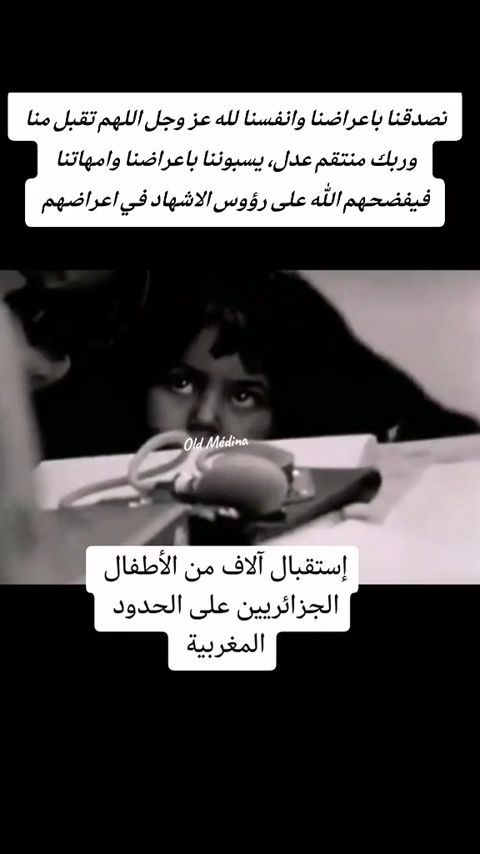 نصدقنا باعراضنا وانفسنا لله عز وجل اللهم تقبل منا
وربك منتقم عدل، يسبوننا باعراضنا وامهاتنا
فيفضحهم الله على رؤوس الاشهاد في اعراضهم
Old Médina
إستقبال آلاف من الأطفال
الجزائريين على الحدود
المغربية